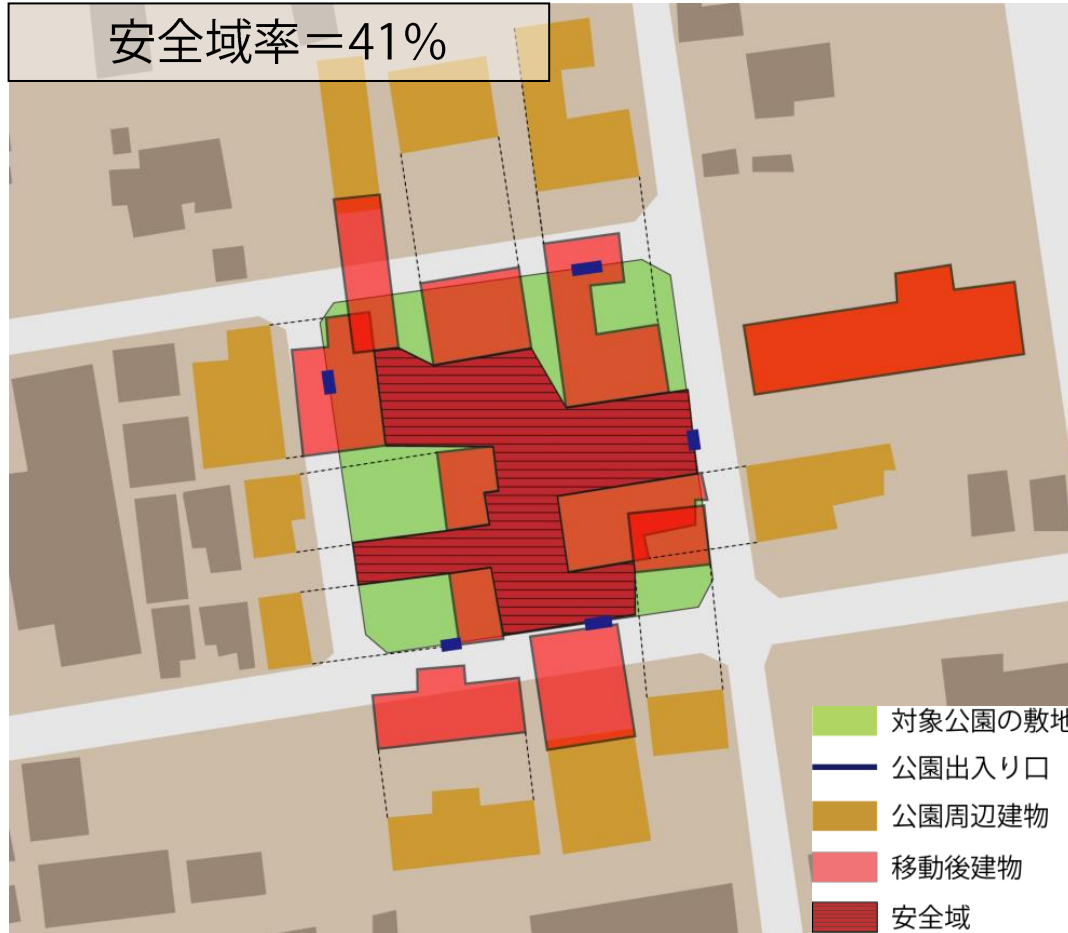 安全域率＝41%
対象公園の敷地
公園出入り口
公園周辺建物
移動後建物
安全域